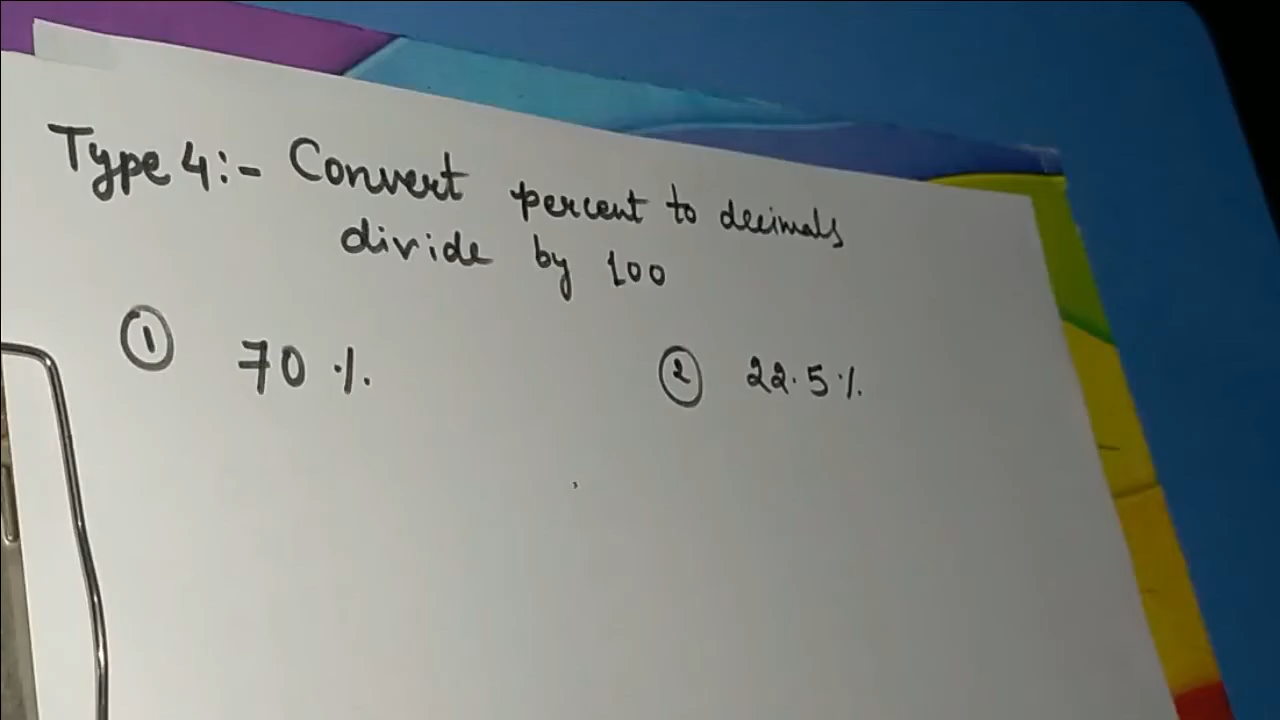 Type 4:- Convert percent to decimals
divide by 100
① 70 %
② 22.5 %